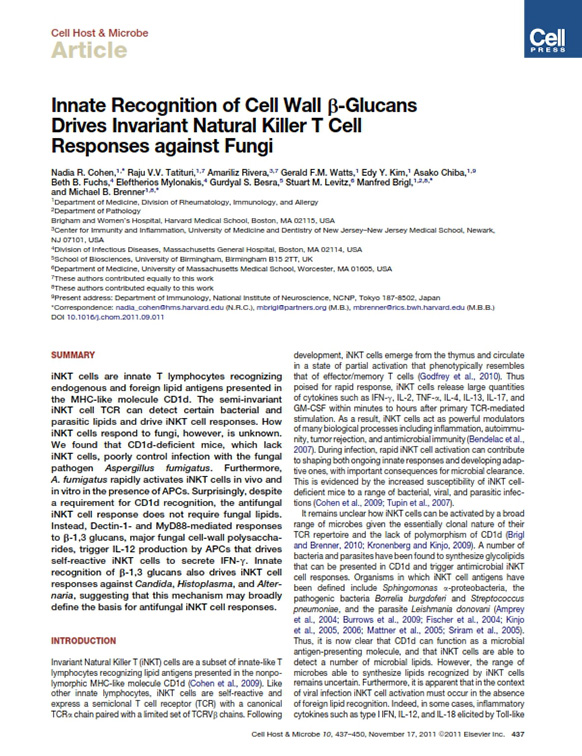 Cell Host & Microbe
Article
Cell
PRESS
Innate Recognition of Cell Wall β-Glucans
Drives Invariant Natural Killer T Cell
Responses against Fungi
Nadia R. Cohen,1,* Raju V.V. Tatituri,1,7 Amariliz Rivera,3,7 Gerald F.M. Watts,1 Edy Y. Kim,1 Asako Chiba,1,9
Beth B. Fuchs,4 Eleftherios Mylonakis,4 Gurdyal S. Besra,5 Stuart M. Levitz,6 Manfred Brigl,1,2,8,*
and Michael B. Brenner1,8,*
1Department of Medicine, Division of Rheumatology, Immunology, and Allergy
2Department of Pathology
Brigham and Women's Hospital, Harvard Medical School, Boston, MA 02115, USA
3Center for Immunity and Inflammation, University of Medicine and Dentistry of New Jersey–New Jersey Medical School, Newark,
NJ 07101, USA
4Division of Infectious Diseases, Massachusetts General Hospital, Boston, MA 02114, USA
5School of Biosciences, University of Birmingham, Birmingham B15 2TT, UK
6Department of Medicine, University of Massachusetts Medical School, Worcester, MA 01605, USA
7These authors contributed equally to this work
8These authors contributed equally to this work
9Present address: Department of Immunology, National Institute of Neuroscience, NCNP, Tokyo 187-8502, Japan
*Correspondence: nadia_cohen@hms.harvard.edu (N.R.C.), mbrigl@partners.org (M.B.), mbrenner@rics.bwh.harvard.edu (M.B.B.)
DOI 10.1016/j.chom.2011.09.011
SUMMARY
iNKT cells are innate T lymphocytes recognizing
endogenous and foreign lipid antigens presented in
the MHC-like molecule CD1d. The semi-invariant
iNKT cell TCR can detect certain bacterial and
parasitic lipids and drive iNKT cell responses. How
iNKT cells respond to fungi, however, is unknown.
We found that CD1d-deficient mice, which lack
iNKT cells, poorly control infection with the fungal
pathogen Aspergillus fumigatus. Furthermore,
A. fumigatus rapidly activates iNKT cells in vivo and
in vitro in the presence of APCs. Surprisingly, despite
a requirement for CD1d recognition, the antifungal
iNKT cell response does not require fungal lipids.
Instead, Dectin-1- and MyD88-mediated responses
to β-1,3 glucans, major fungal cell-wall polysaccha-
rides, trigger IL-12 production by APCs that drives
self-reactive iNKT cells to secrete IFN-γ. Innate
recognition of β-1,3 glucans also drives iNKT cell
responses against Candida, Histoplasma, and Alter-
naria, suggesting that this mechanism may broadly
define the basis for antifungal iNKT cell responses.
INTRODUCTION
Invariant Natural Killer T (iNKT) cells are a subset of innate-like T
lymphocytes recognizing lipid antigens presented in the nonpo-
lymorphic MHC-like molecule CD1d (Cohen et al., 2009). Like
other innate lymphocytes, iNKT cells are self-reactive and
express a semiclonal T cell receptor (TCR) with a canonical
TCRα chain paired with a limited set of TCRVβ chains. Following
development, iNKT cells emerge from the thymus and circulate
in a state of partial activation that phenotypically resembles
that of effector/memory T cells (Godfrey et al., 2010). Thus
poised for rapid response, iNKT cells release large quantities
of cytokines such as IFN-γ, IL-2, TNF-α, IL-4, IL-13, IL-17, and
GM-CSF within minutes to hours after primary TCR-mediated
stimulation. As a result, iNKT cells act as powerful modulators
of many biological processes including inflammation, autoimmu-
nity, tumor rejection, and antimicrobial immunity (Bendelac et al.,
2007). During infection, rapid iNKT cell activation can contribute
to shaping both ongoing innate responses and developing adap-
tive ones, with important consequences for microbial clearance.
This is evidenced by the increased susceptibility of iNKT cell-
deficient mice to a range of bacterial, viral, and parasitic infec-
tions (Cohen et al., 2009; Tupin et al., 2007).
It remains unclear how iNKT cells can be activated by a broad
range of microbes given the essentially clonal nature of their
TCR repertoire and the lack of polymorphism of CD1d (Brigl
and Brenner, 2010; Kronenberg and Kinjo, 2009). A number of
bacteria and parasites have been found to synthesize glycolipids
that can be presented in CD1d and trigger antimicrobial iNKT
cell responses. Organisms in which iNKT cell antigens have
been defined include Sphingomonas α-proteobacteria, the
pathogenic bacteria Borrelia burgdoferi and Streptococcus
pneumoniae, and the parasite Leishmania donovani (Amprey
et al., 2004; Burrows et al., 2009; Fischer et al., 2004; Kinjo
et al., 2005, 2006; Mattner et al., 2005; Sriram et al., 2005).
Thus, it is now clear that CD1d can function as a microbial
antigen-presenting molecule, and that iNKT cells are able to
detect a number of microbial lipids. However, the range of
microbes able to synthesize lipids recognized by iNKT cells
remains uncertain. Furthermore, it is apparent that in the context
of viral infection iNKT cell activation must occur in the absence
of foreign lipid recognition. Indeed, in some cases, inflammatory
cytokines such as type I IFN, IL-12, and IL-18 elicited by Toll-like
Cell Host & Microbe 10, 437–450, November 17, 2011 ©2011 Elsevier Inc. 437